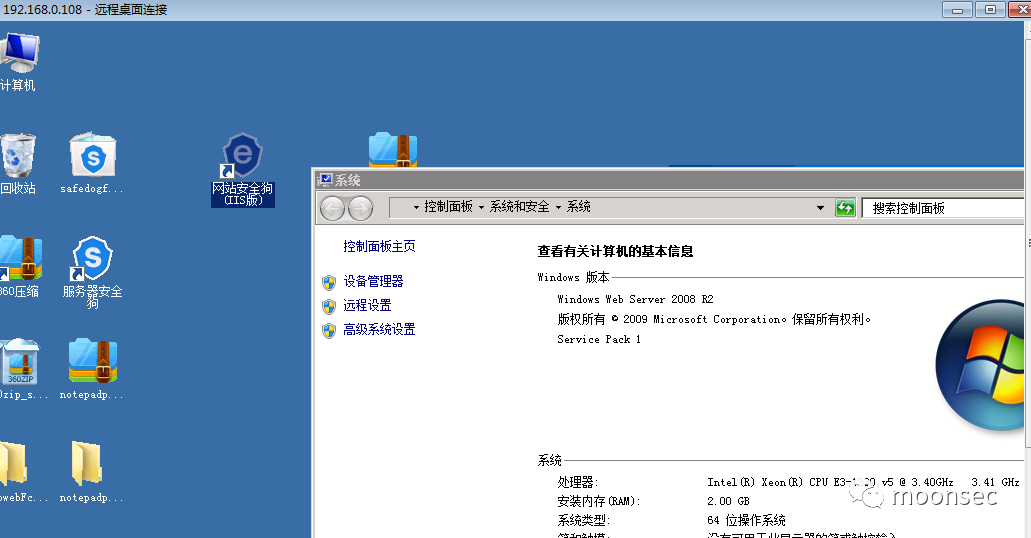 192.168.0.108 - 远程桌面连接
计算机
回收站
safedogf...
网站安全狗
(IIS版)
360压缩
服务器安全
狗
360ZIP
notepadp...
notepadp...
系统
控制面板 系统和安全 系统
搜索控制面板
控制面板主页
设备管理器
远程设置
高级系统设置
查看有关计算机的基本信息
Windows 版本
Windows Web Server 2008 R2
版权所有 © 2009 Microsoft Corporation。保留所有权利。
Service Pack 1
系统
处理器: Intel(R) Xeon(R) CPU v5 @ 3.40GHz 3.41 GHz
安装内存(RAM): 2.00 GB
系统类型: 64 位操作系统
moonsec